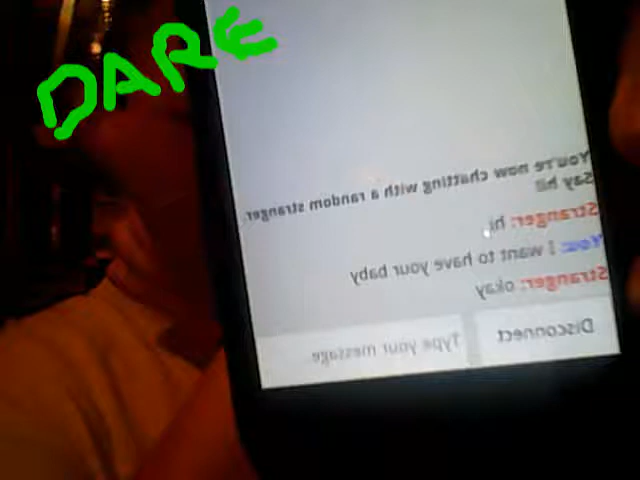 DARE
You're now chatting with a random stranger.
Say hi!
Stranger: hi
You: I want to have your baby
Stranger: okay
Disconnect
Type your message.